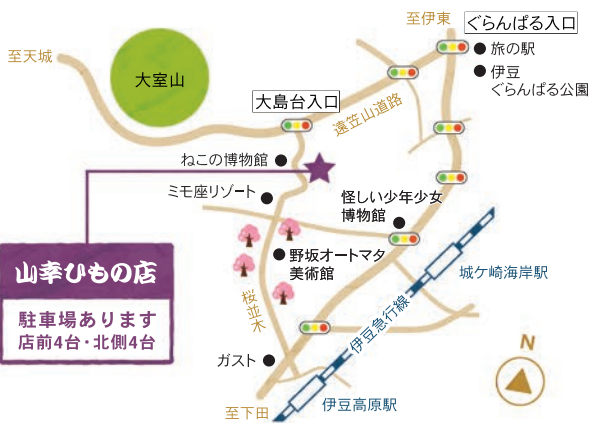 至伊東
ぐらんぱる入口
旅の駅
伊豆
ぐらんぱる公園
至天城
大室山
大島台入口
遠笠山道路
ねこの博物館
ミモ座リゾート
怪しい少年少女
博物館
山幸ひもの店
駐車場あります
店前4台・北側4台
野坂オートマタ
美術館
桜並木
城ケ崎海岸駅
伊豆急行線
ガスト
N
至下田
伊豆高原駅